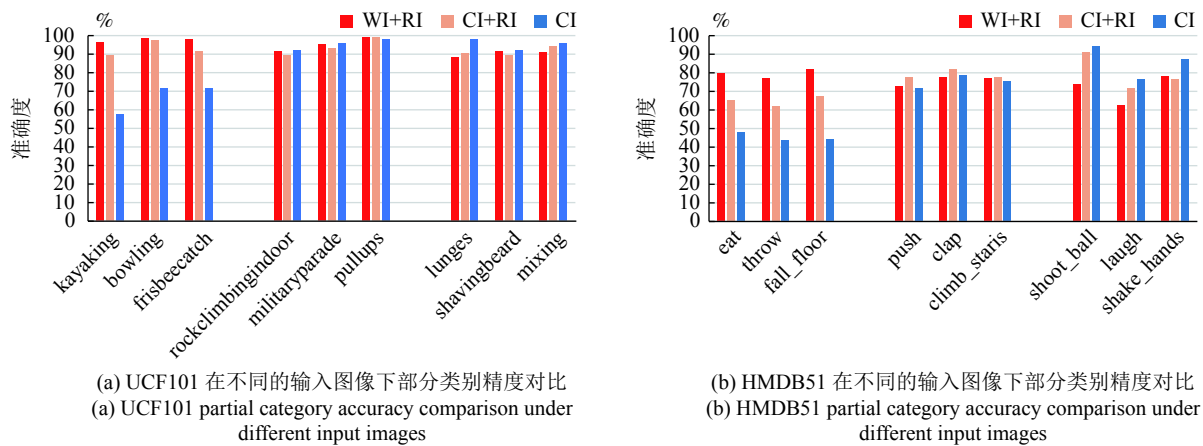 %
WI+RI
CI+RI
CI
100
90
80
70
60
50
40
30
20
10
0
准确度
kayaking
bowling
frisbeecatch
rockclimbingindoor
militaryparade
pullups
lunges
shavingbeard
mixing
(a) UCF101 在不同的输入图像下部分类别精度对比
(a) UCF101 partial category accuracy comparison under
different input images
%
WI+RI
CI+RI
CI
100
90
80
70
60
50
40
30
20
10
0
准确度
eat
throw
fall_floor
push
clap
climb_staris
shoot_ball
laugh
shake_hands
(b) HMDB51 在不同的输入图像下部分类别精度对比
(b) HMDB51 partial category accuracy comparison under
different input images